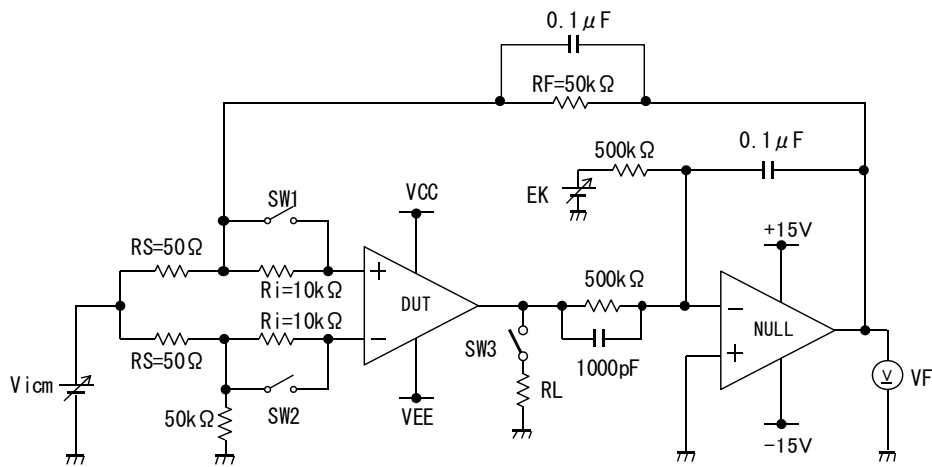 0.1μF
RF=50kΩ
0.1μF
500kΩ
EK
SW1
VCC
RS=50Ω
Ri=10kΩ
+15V
+
DUT
-
500kΩ
-
NULL
+
Ri=10kΩ
RS=50Ω
SW3
1000pF
V
VF
Vicm
SW2
RL
50kΩ
VEE
-15V